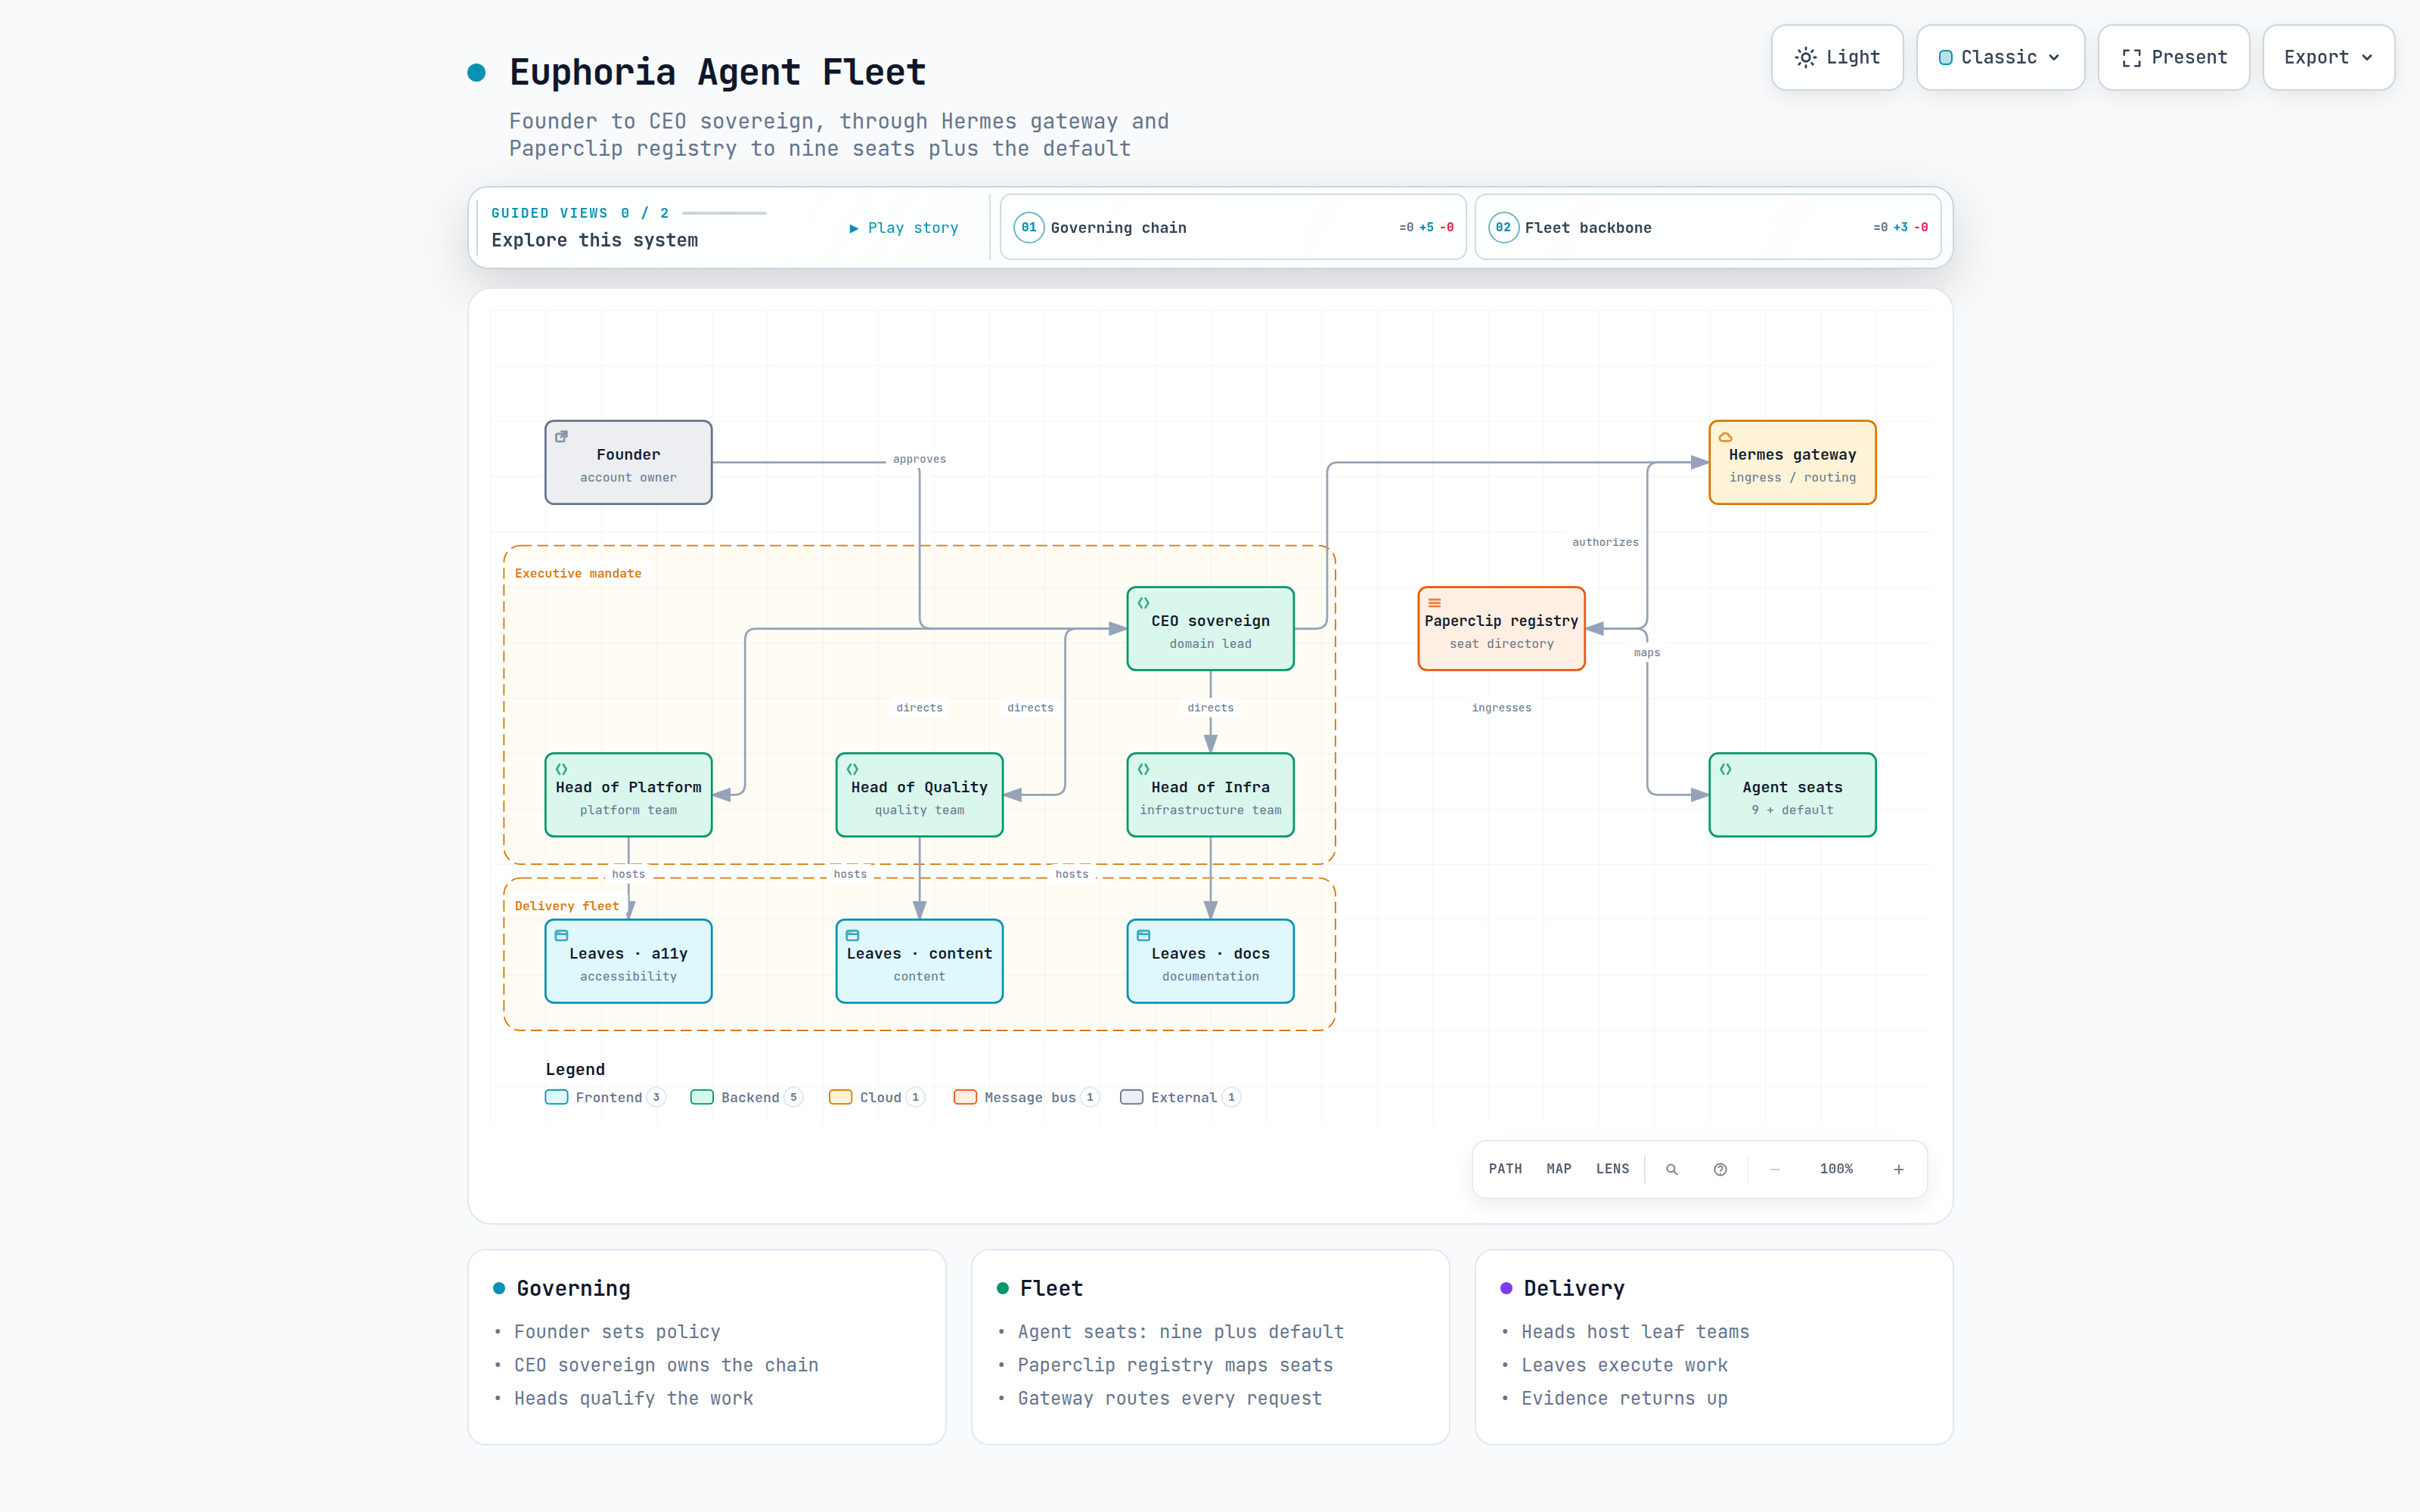 Euphoria Agent Fleet
Founder to CEO sovereign, through Hermes gateway and
Paperclip registry to nine seats plus the default
Light
Classic
Present
Export
GUIDED VIEWS 0 / 2
Explore this system
▶ Play story
01 Governing chain =0 +5 -0
02 Fleet backbone =0 +3 -0
Founder
account owner
approves
Hermes gateway
ingress / routing
authorizes
Executive mandate
CEO sovereign
domain lead
Paperclip registry
seat directory
maps
directs
directs
directs
ingresses
Head of Platform
platform team
Head of Quality
quality team
Head of Infra
infrastructure team
Agent seats
9 + default
hosts
hosts
hosts
Delivery fleet
Leaves · a11y
accessibility
Leaves · content
content
Leaves · docs
documentation
Legend
Frontend 3
Backend 5
Cloud 1
Message bus 1
External 1
PATH MAP LENS 100% +
Governing
• Founder sets policy
• CEO sovereign owns the chain
• Heads qualify the work
Fleet
• Agent seats: nine plus default
• Paperclip registry maps seats
• Gateway routes every request
Delivery
• Heads host leaf teams
• Leaves execute work
• Evidence returns up